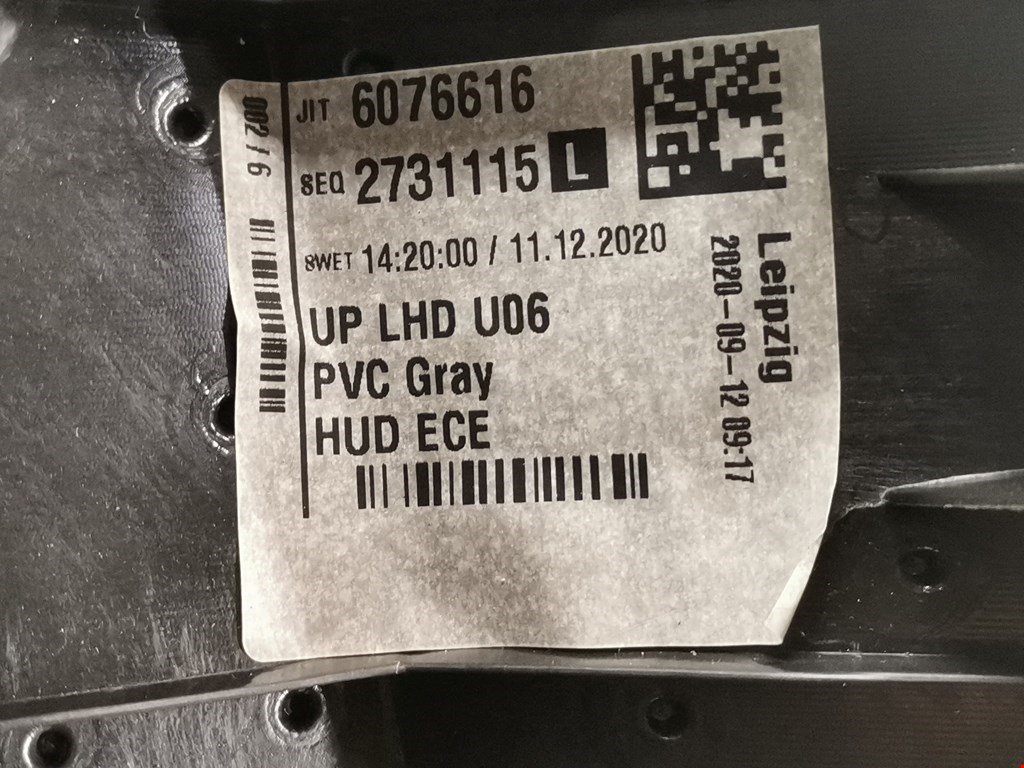 002 / 6
JIT 6076616
SEQ 2731115 L
SWET 14:20:00 / 11.12.2020
UP LHD U06
PVC Gray
HUD ECE
Leipzig
2020-09-12 09:17